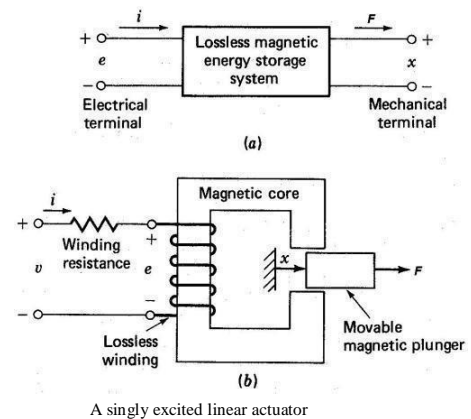 i
F
+
+
e
Lossless magnetic
energy storage
system
x
−
−
Electrical
terminal
Mechanical
terminal
(a)
Magnetic core
i
+
Winding
resistance
+
v
e
x
F
−
−
Lossless
winding
Movable
magnetic plunger
(b)
A singly excited linear actuator